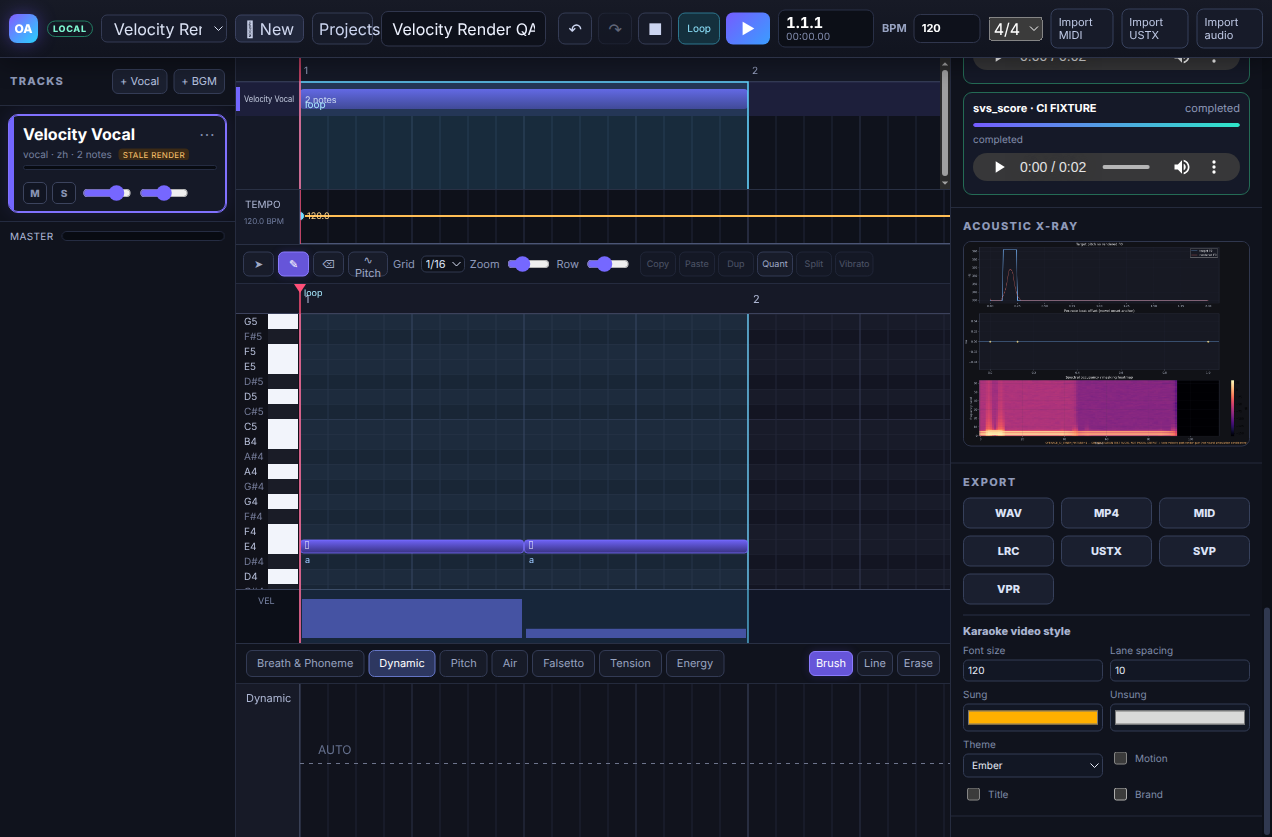 OA
LOCAL
Velocity Rer
New
Projects
Velocity Render QA
Loop
1.1.1
00:00.00
BPM
120
4/4
Import
MIDI
Import
USTX
Import
audio
TRACKS
+ Vocal
+ BGM
Velocity Vocal
vocal · zh · 2 notes
STALE RENDER
M
S
MASTER
1
2
Velocity Vocal
2 notes
loop
TEMPO
120.0 BPM
120.0
Pitch
Grid
1/16
Zoom
Row
Copy
Paste
Dup
Quant
Split
Vibrato
loop
2
G5
F#5
F5
E5
D#5
D5
C#5
C5
B4
A#4
A4
G#4
G4
F#4
F4
E4
D#4
D4
a
a
VEL
Breath & Phoneme
Dynamic
Pitch
Air
Falsetto
Tension
Energy
Brush
Line
Erase
Dynamic
AUTO
0:00 / 0:02
svs_score · CI FIXTURE
completed
completed
0:00 / 0:02
ACOUSTIC X-RAY
EXPORT
WAV
MP4
MID
LRC
USTX
SVP
VPR
Karaoke video style
Font size
Lane spacing
120
10
Sung
Unsung
Theme
Ember
Motion
Title
Brand